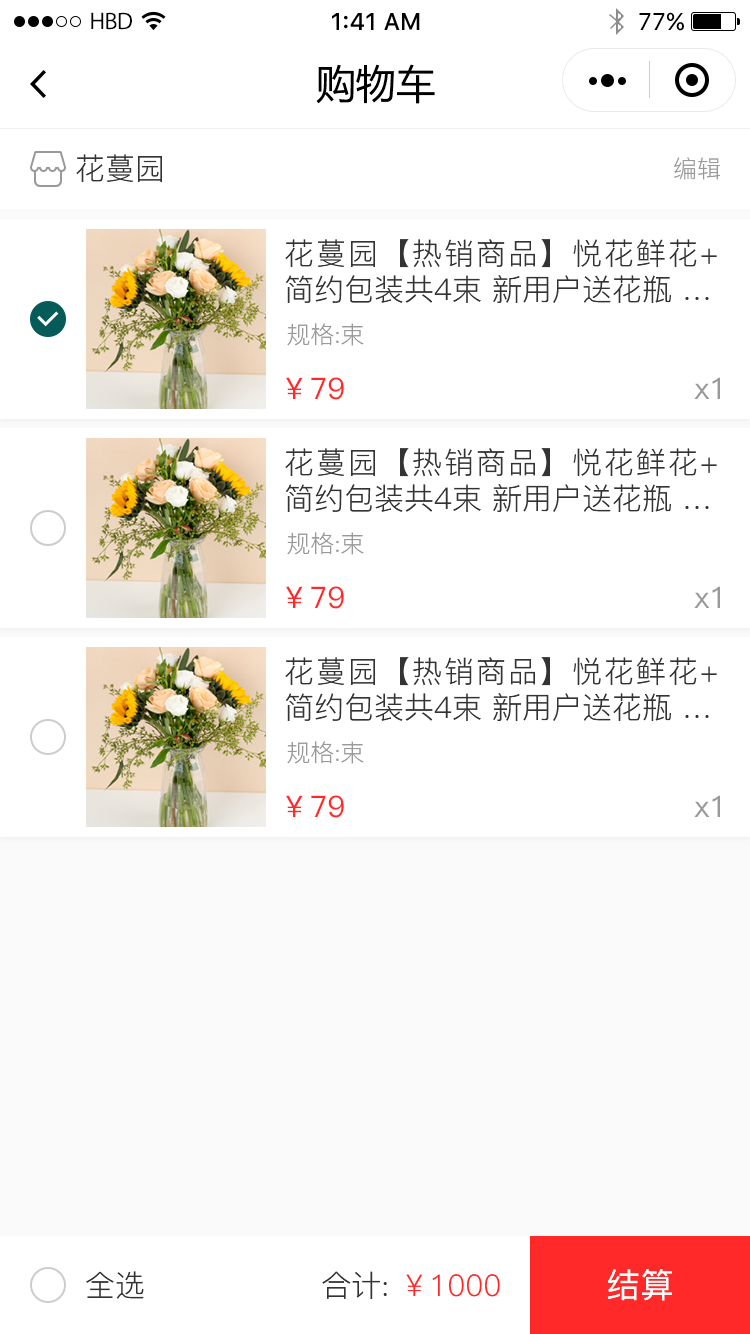 HBD 1:41 AM 77%
购物车
花蔓园 编辑
花蔓园【热销商品】悦花鲜花+
简约包装共4束 新用户送花瓶 ...
规格:束
¥ 79 x1
花蔓园【热销商品】悦花鲜花+
简约包装共4束 新用户送花瓶 ...
规格:束
¥ 79 x1
花蔓园【热销商品】悦花鲜花+
简约包装共4束 新用户送花瓶 ...
规格:束
¥ 79 x1
全选 合计: ¥ 1000 结算